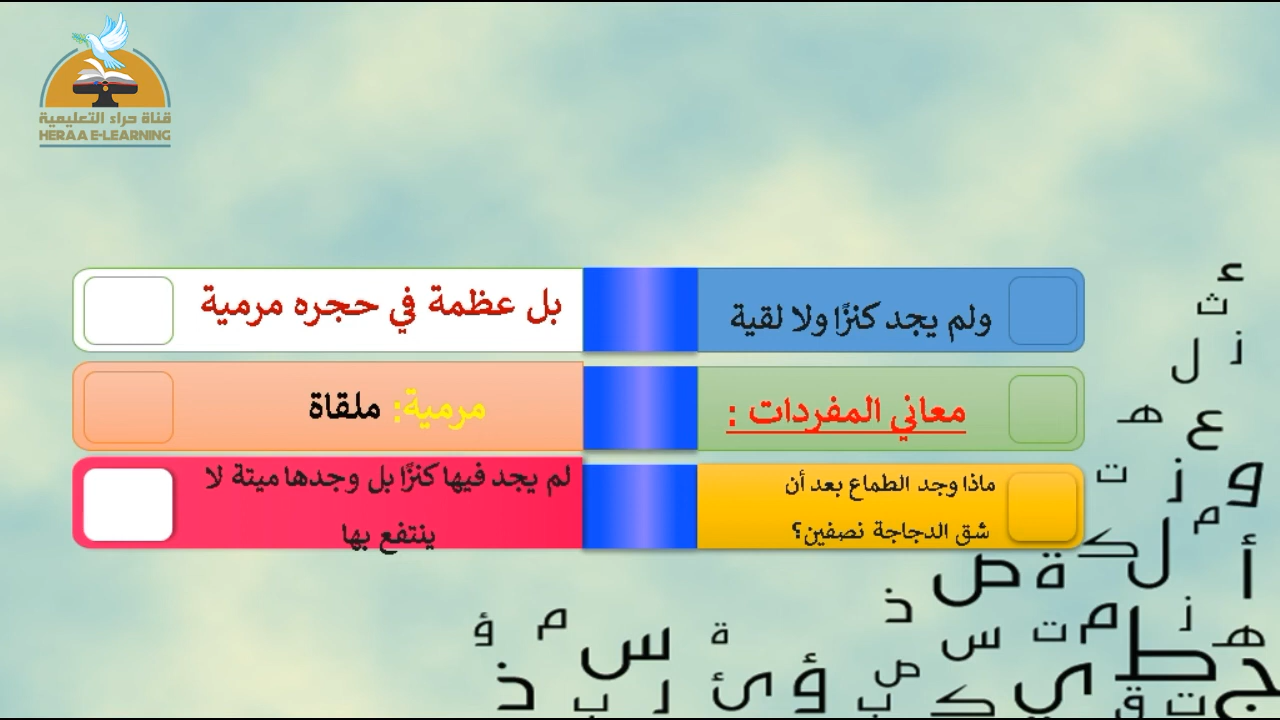 قناة حراء التعليمية
HERAA E-LEARNING
ولم يجد كنزًا ولا لقية
بل عظمة في حجره مرمية
معاني المفردات :
مرمية: ملقاة
ماذا وجد الطماع بعد أن
شق الدجاجة نصفين؟
لم يجد فيها كنزًا بل وجدها ميتة لا
ينتفع بها